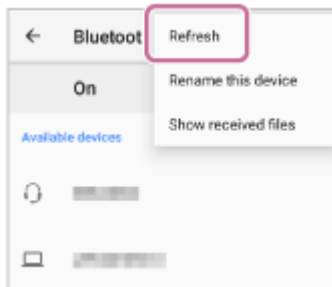 Bluetoot
Refresh
On
Rename this device
Show received files
Available devices